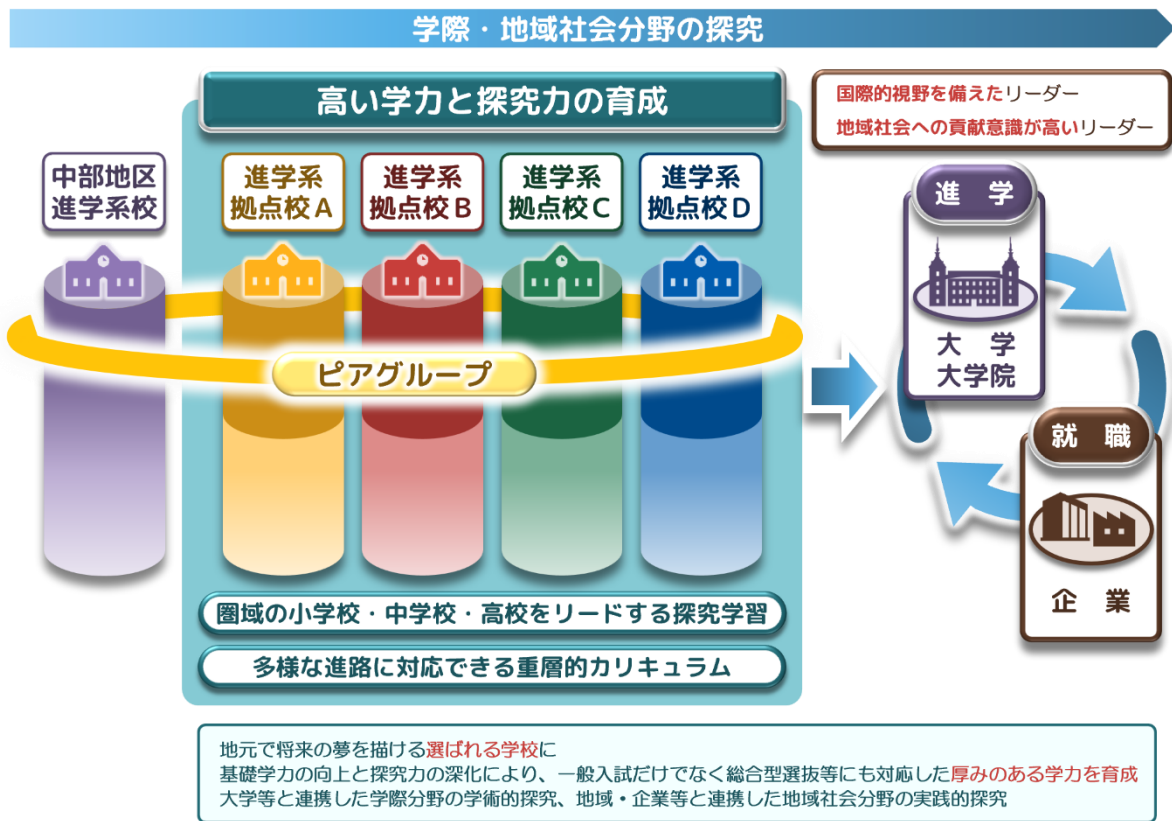 学際・地域社会分野の探究
高い学力と探究力の育成
国際的視野を備えたリーダー
地域社会への貢献意識が高いリーダー
中部地区
進学系校
進学系
拠点校A
進学系
拠点校B
進学系
拠点校C
進学系
拠点校D
ピアグループ
進 学
大 学
大学院
就 職
企 業
圏域の小学校・中学校・高校をリードする探究学習
多様な進路に対応できる重層的カリキュラム
地元で将来の夢を描ける選ばれる学校に
基礎学力の向上と探究力の深化により、一般入試だけでなく総合型選抜等にも対応した厚みのある学力を育成
大学等と連携した学際分野の学術的探究、地域・企業等と連携した地域社会分野の実践的探究